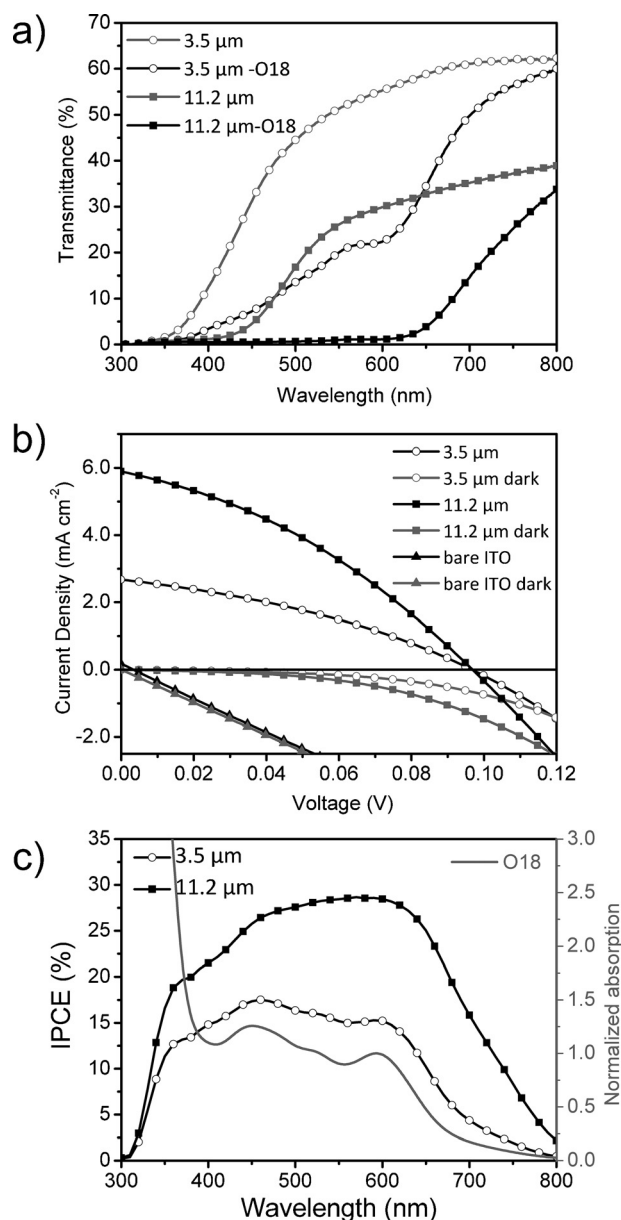 a)
70
60
50
40
30
20
10
0
Transmittance (%)
3.5 μm
3.5 μm -O18
11.2 μm
11.2 μm-O18
300 400 500 600 700 800
Wavelength (nm)
b)
6.0
4.0
2.0
0.0
-2.0
Current Density (mA cm⁻²)
3.5 μm
3.5 μm dark
11.2 μm
11.2 μm dark
bare ITO
bare ITO dark
0.00 0.02 0.04 0.06 0.08 0.10 0.12
Voltage (V)
c)
35
30
25
20
15
10
5
0
IPCE (%)
3.5 μm
11.2 μm
O18
3.0
2.5
2.0
1.5
1.0
0.5
0.0
Normalized absorption
300 400 500 600 700 800
Wavelength (nm)